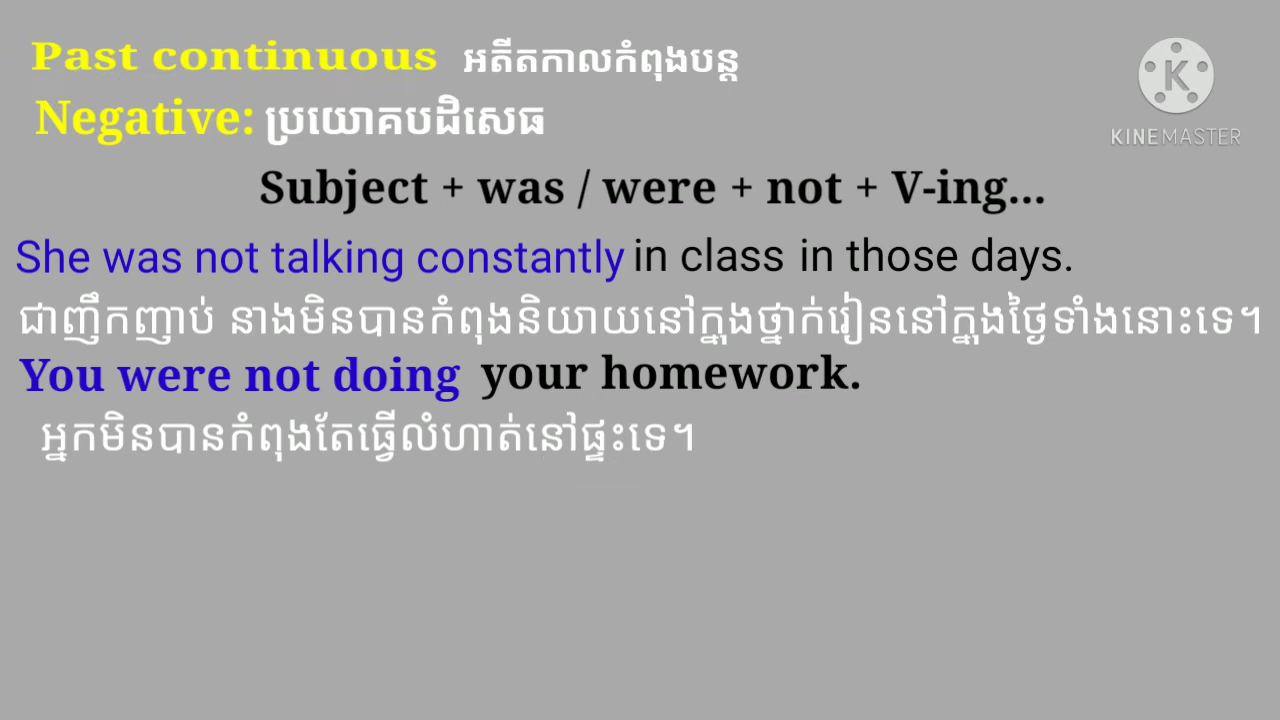 Past continuous អតីតកាលកំពុងបន្ត
Negative: ប្រយោគបដិសេធ
Subject + was / were + not + V-ing...
She was not talking constantly in class in those days.
ជាញឹកញាប់ នាងមិនបានកំពុងនិយាយនៅក្នុងថ្នាក់រៀននៅក្នុងថ្ងៃទាំងនោះទេ។
You were not doing your homework.
អ្នកមិនបានកំពុងតែធ្វើលំហាត់នៅផ្ទះទេ។
K
KINEMASTER